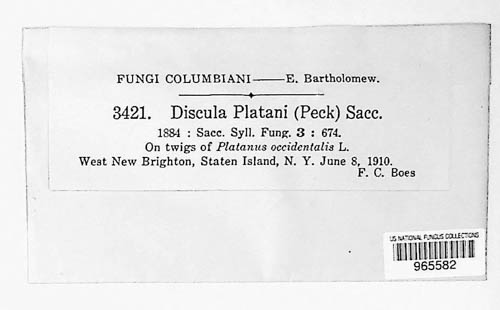 FUNGI COLUMBIANI——E. Bartholomew.
3421. Discula Platani (Peck) Sacc.
1884 : Sacc. Syll. Fung. 3 : 674.
On twigs of Platanus occidentalis L.
West New Brighton, Staten Island, N. Y. June 8, 1910.
F. C. Boes
US NATIONAL FUNGUS COLLECTIONS
965582